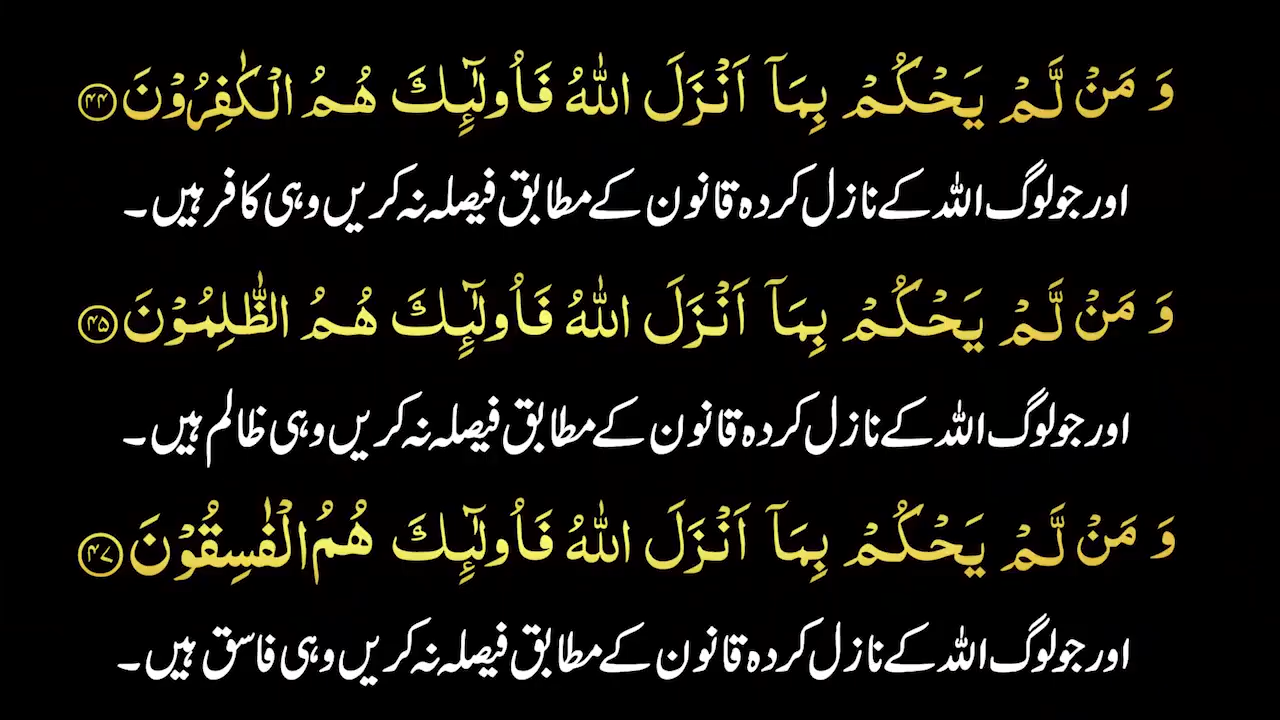 وَ مَنْ لَّمْ يَحْكُمْ بِمَاۤ اَنْزَلَ اللّٰهُ فَاُولٰٓىِٕكَ هُمُ الْكٰفِرُوْنَ ﴿۴۴﴾
اور جو لوگ اللہ کے نازل کردہ قانون کے مطابق فیصلہ نہ کریں وہی کافر ہیں۔
وَ مَنْ لَّمْ يَحْكُمْ بِمَاۤ اَنْزَلَ اللّٰهُ فَاُولٰٓىِٕكَ هُمُ الظّٰلِمُوْنَ ﴿۴۵﴾
اور جو لوگ اللہ کے نازل کردہ قانون کے مطابق فیصلہ نہ کریں وہی ظالم ہیں۔
وَ مَنْ لَّمْ يَحْكُمْ بِمَاۤ اَنْزَلَ اللّٰهُ فَاُولٰٓىِٕكَ هُمُ الْفٰسِقُوْنَ ﴿۴۷﴾
اور جو لوگ اللہ کے نازل کردہ قانون کے مطابق فیصلہ نہ کریں وہی فاسق ہیں۔